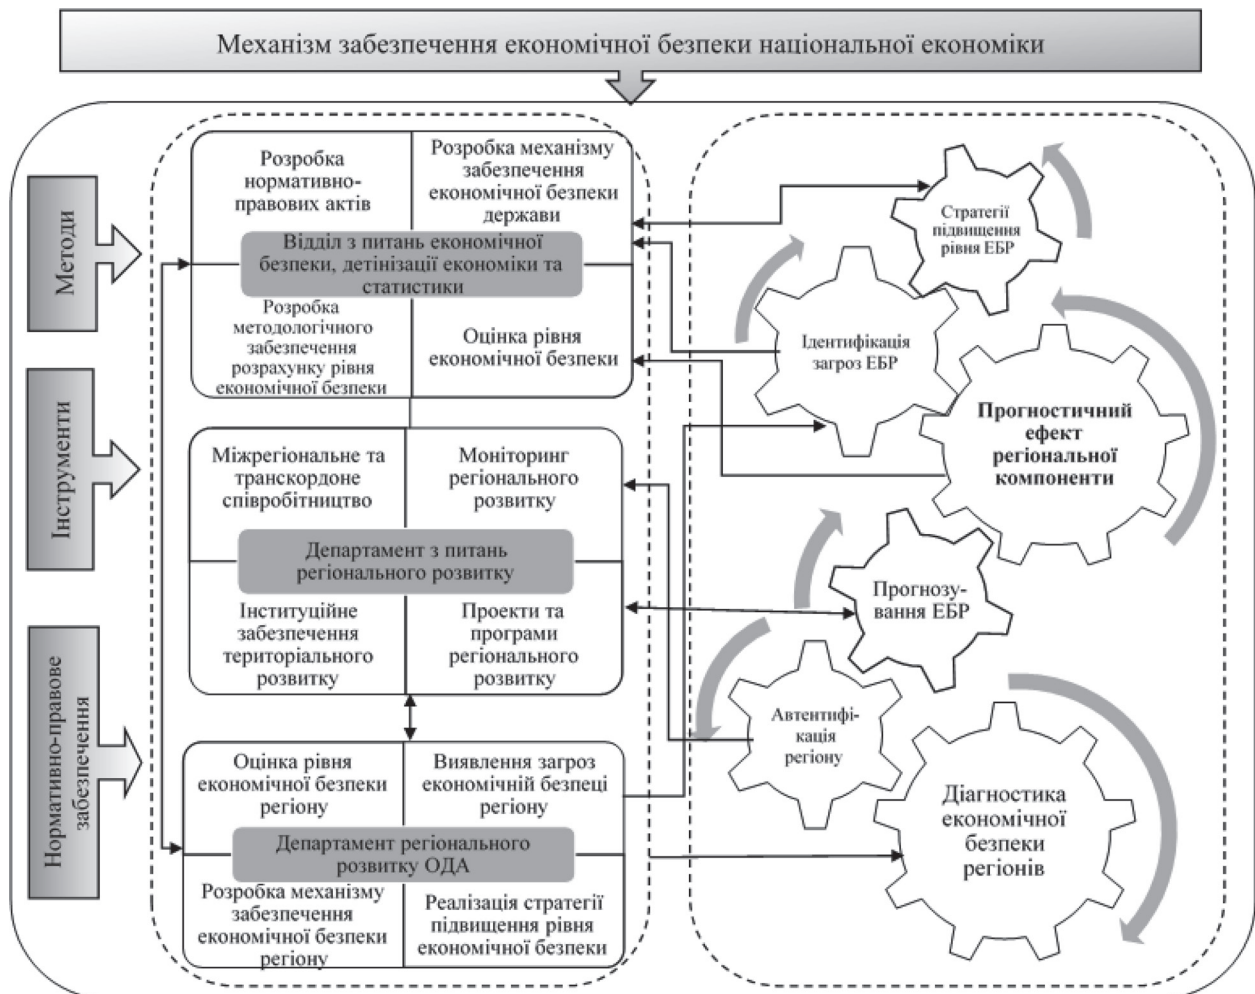 Механізм забезпечення економічної безпеки національної економіки
Методи
Інструменти
Нормативно-правове
забезпечення
Розробка
нормативно-
правових актів
Розробка механізму
забезпечення
економічної безпеки
держави
Відділ з питань економічної
безпеки, детінізації економіки та
статистики
Розробка
методологічного
забезпечення
розрахунку рівня
економічної безпеки
Оцінка рівня
економічної безпеки
Міжрегіональне та
транскордоне
співробітництво
Моніторинг
регіонального
розвитку
Департамент з питань
регіонального розвитку
Інституційне
забезпечення
територіального
розвитку
Проекти та
програми
регіонального
розвитку
Оцінка рівня
економічної безпеки
регіону
Виявлення загроз
економічній безпеці
регіону
Департамент регіонального
розвитку ОДА
Розробка механізму
забезпечення
економічної безпеки
регіону
Реалізація стратегії
підвищення рівня
економічної безпеки
Стратегії
підвищення
рівня ЕБР
Ідентифікація
загроз ЕБР
Прогностичний
ефект
регіональної
компоненти
Прогнозу-
вання ЕБР
Автентифі-
кація
регіону
Діагностика
економічної
безпеки
регіонів